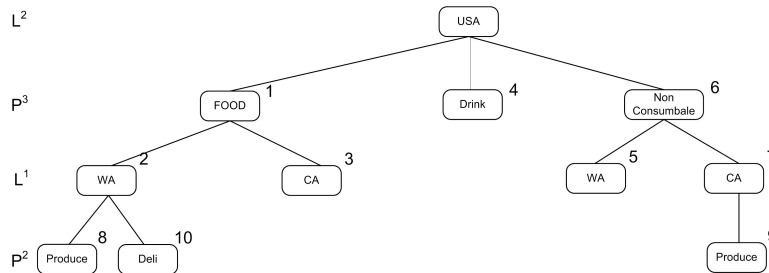 L² USA
1 6
P³ FOOD Drink 4 Non
Consumbale
2 3 5
L¹ WA CA WA CA
8 10
P² Produce Deli Produce